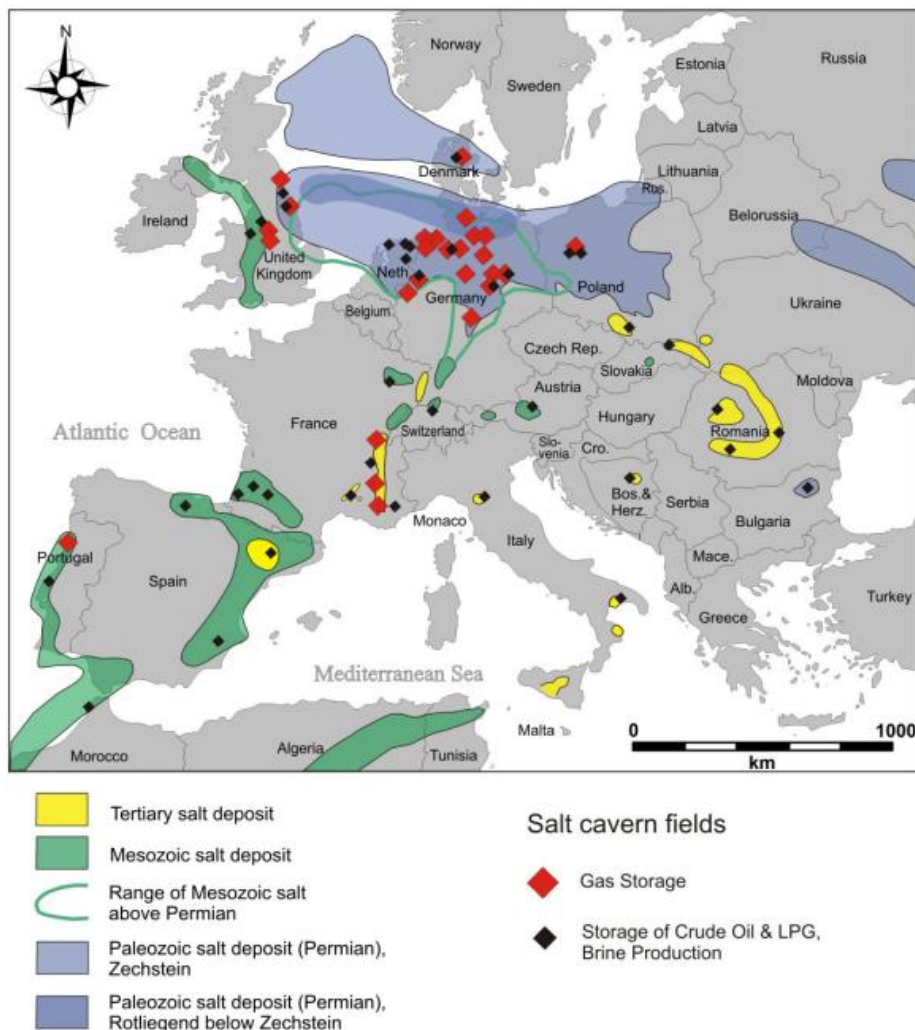 N
Norway
Sweden
Estonia
Russia
Latvia
Lithuania
Rus.
Denmark
Belorussia
Ireland
United
Kingdom
Neth.
Germany
Poland
Belgium
Ukraine
Czech Rep.
Slovakia
Moldova
Austria
Hungary
France
Switzerland
Romania
Atlantic Ocean
Slo-
venia
Cro.
Bos.&
Herz.
Serbia
Monaco
Bulgaria
Italy
Portugal
Spain
Mace.
Alb.
Turkey
Greece
Mediterranean Sea
Malta
0
1000
km
Morocco
Algeria
Tunisia
Tertiary salt deposit
Mesozoic salt deposit
Range of Mesozoic salt
above Permian
Paleozoic salt deposit (Permian),
Zechstein
Paleozoic salt deposit (Permian),
Rotliegend below Zechstein
Salt cavern fields
Gas Storage
Storage of Crude Oil & LPG,
Brine Production